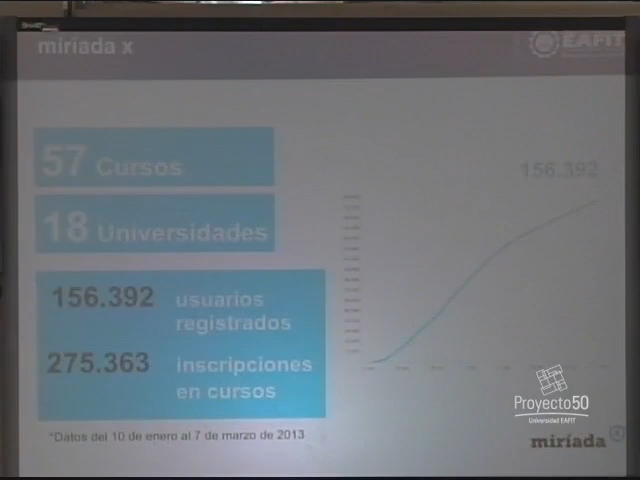 miríada x
EAFIT
57 Cursos
18 Universidades
156.392 usuarios
registrados
275.363 inscripciones
en cursos
156.392
*Datos del 10 de enero al 7 de marzo de 2013
Proyecto50
Universidad EAFIT
miríada x